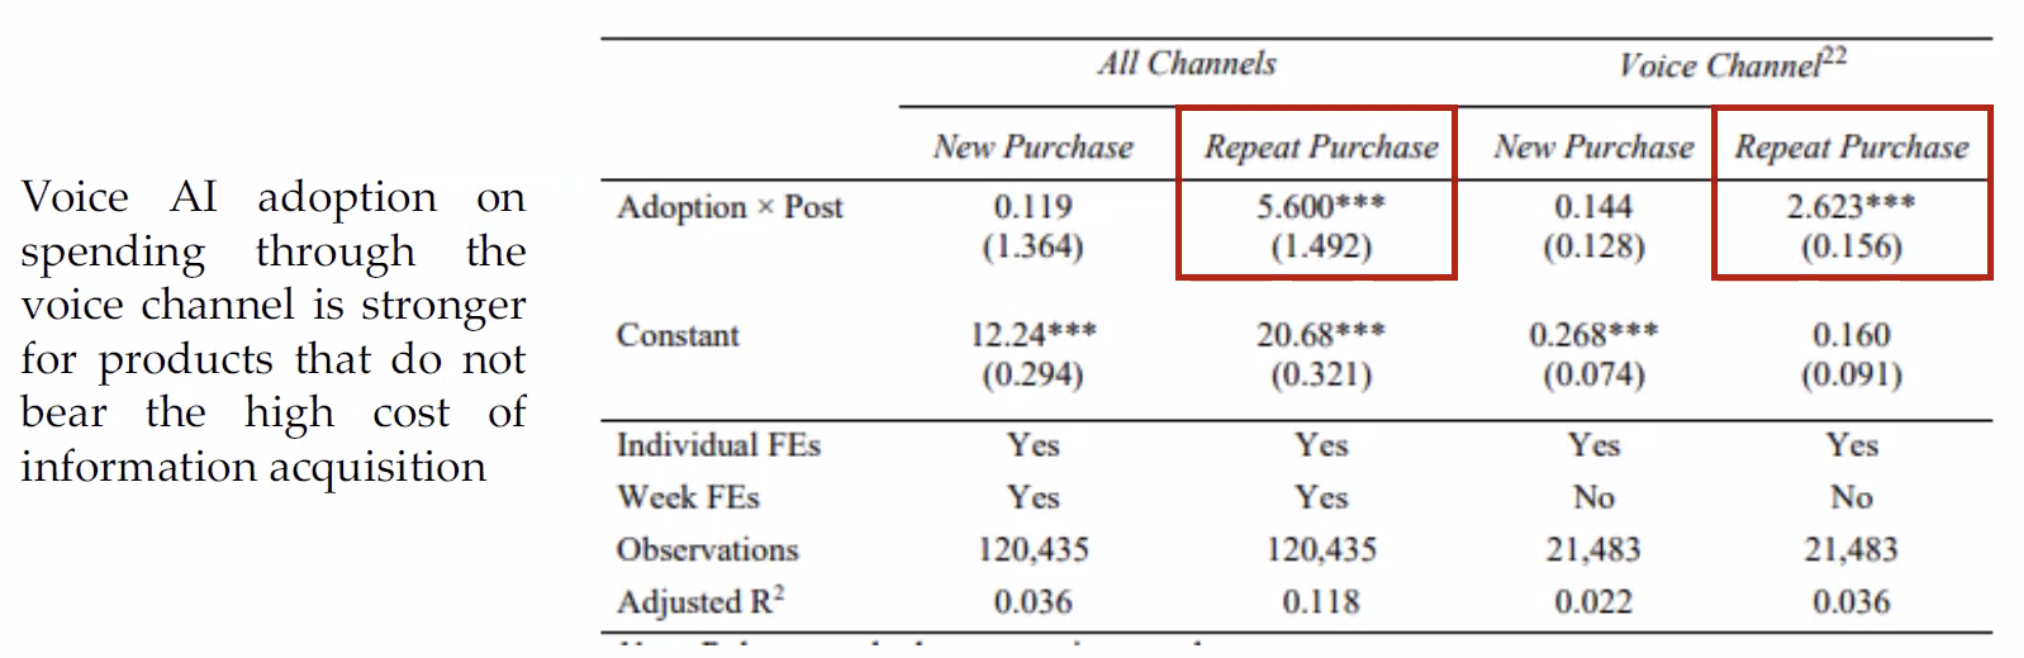 Voice AI adoption on
spending through the
voice channel is stronger
for products that do not
bear the high cost of
information acquisition
All Channels Voice Channel22
New Purchase Repeat Purchase New Purchase Repeat Purchase
Adoption × Post 0.119 5.600*** 0.144 2.623***
(1.364) (1.492) (0.128) (0.156)
Constant 12.24*** 20.68*** 0.268*** 0.160
(0.294) (0.321) (0.074) (0.091)
Individual FEs Yes Yes Yes Yes
Week FEs Yes Yes No No
Observations 120,435 120,435 21,483 21,483
Adjusted R2 0.036 0.118 0.022 0.036